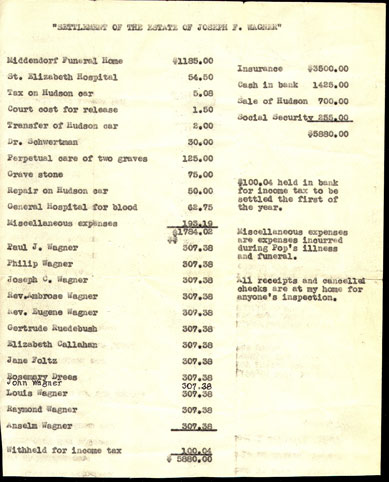 "SETTLEMENT OF THE ESTATE OF JOSEPH F. WAGNER"
Middendorf Funeral Home $1185.00
St. Elizabeth Hospital 54.50
Tax on Hudson car 5.08
Court cost for release 1.50
Transfer of Hudson car 2.00
Dr. Schwertman 30.00
Perpetual care of two graves 125.00
Grave stone 75.00
Repair on Hudson car 50.00
General Hospital for blood 62.75
Miscellaneous expenses 193.19
$1784.02
Paul J. Wagner 307.38
Philip Wagner 307.38
Joseph C. Wagner 307.38
Rev.Ambrose Wagner 307.38
Rev. Eugene Wagner 307.38
Gertrude Ruedebush 307.38
Elizabeth Callahan 307.38
Jane Foltz 307.38
Rosemary Drees 307.38
John Wagner 307.38
Louis Wagner 307.38
Raymond Wagner 307.38
Anselm Wagner 307.38
Withheld for income tax 100.04
$ 5880.00
Insurance $3500.00
Cash in bank 1425.00
Sale of Hudson 700.00
Social Security 255.00
$5880.00
$100.04 held in bank
for income tax to be
settled the first of
the year.
Miscellaneous expenses
are expenses incurred
during Pop's illness
and funeral.
All receipts and cancelled
checks are at my home for
anyone's inspection.